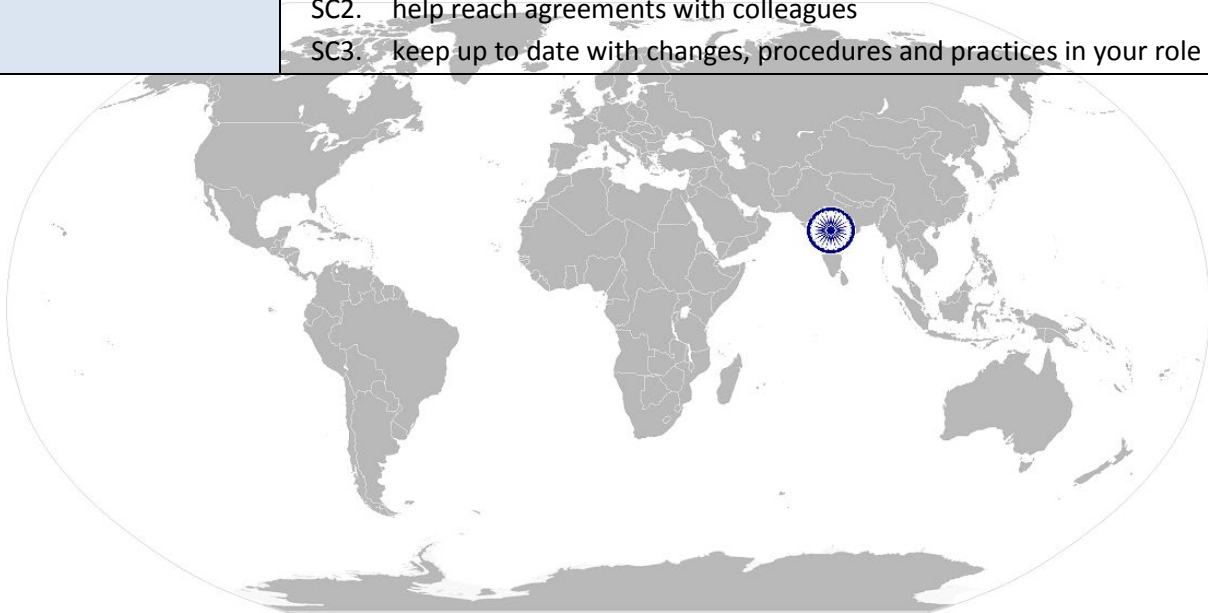 SC2. help reach agreements with colleagues
SC3. keep up to date with changes, procedures and practices in your role